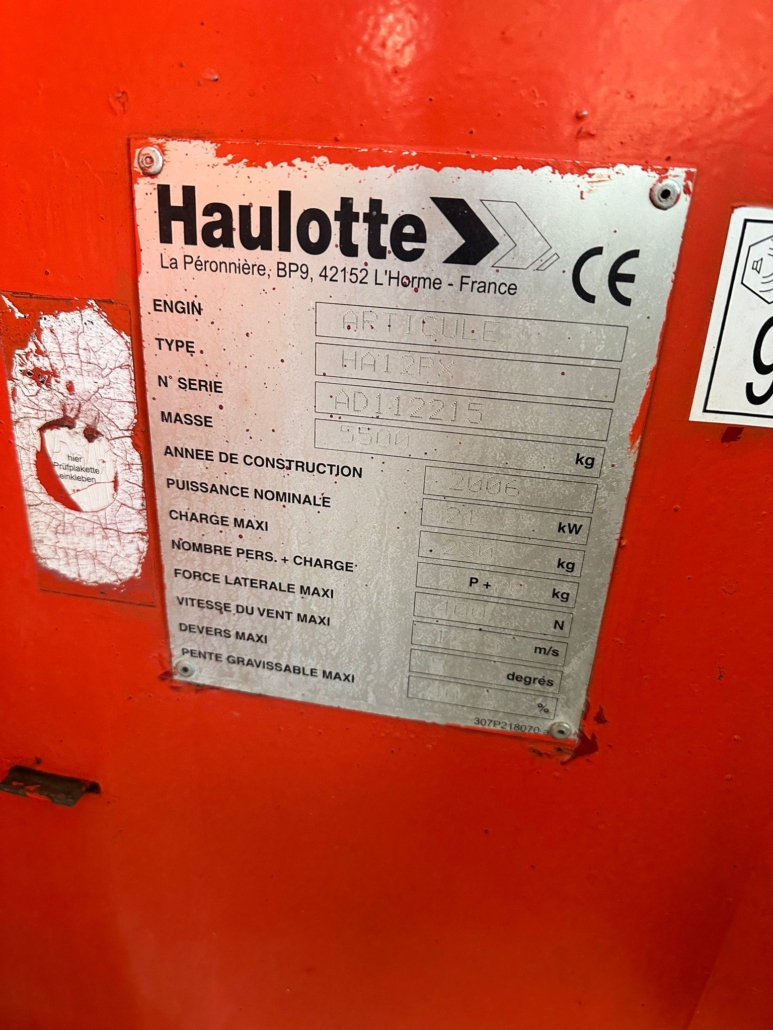 Haulotte
La Péronnière, BP9, 42152 L'Horme - France
CE
ENGIN ARTICULE
TYPE HA12PX
N° SERIE AD112215
MASSE 5500 kg
ANNEE DE CONSTRUCTION 2006
PUISSANCE NOMINALE kW
CHARGE MAXI 230 kg
NOMBRE PERS. + CHARGE P + kg
FORCE LATERALE MAXI N
VITESSE DU VENT MAXI m/s
DEVERS MAXI degrés
PENTE GRAVISSABLE MAXI %
307P218070 a
hier
Prüfplakette
einkleben